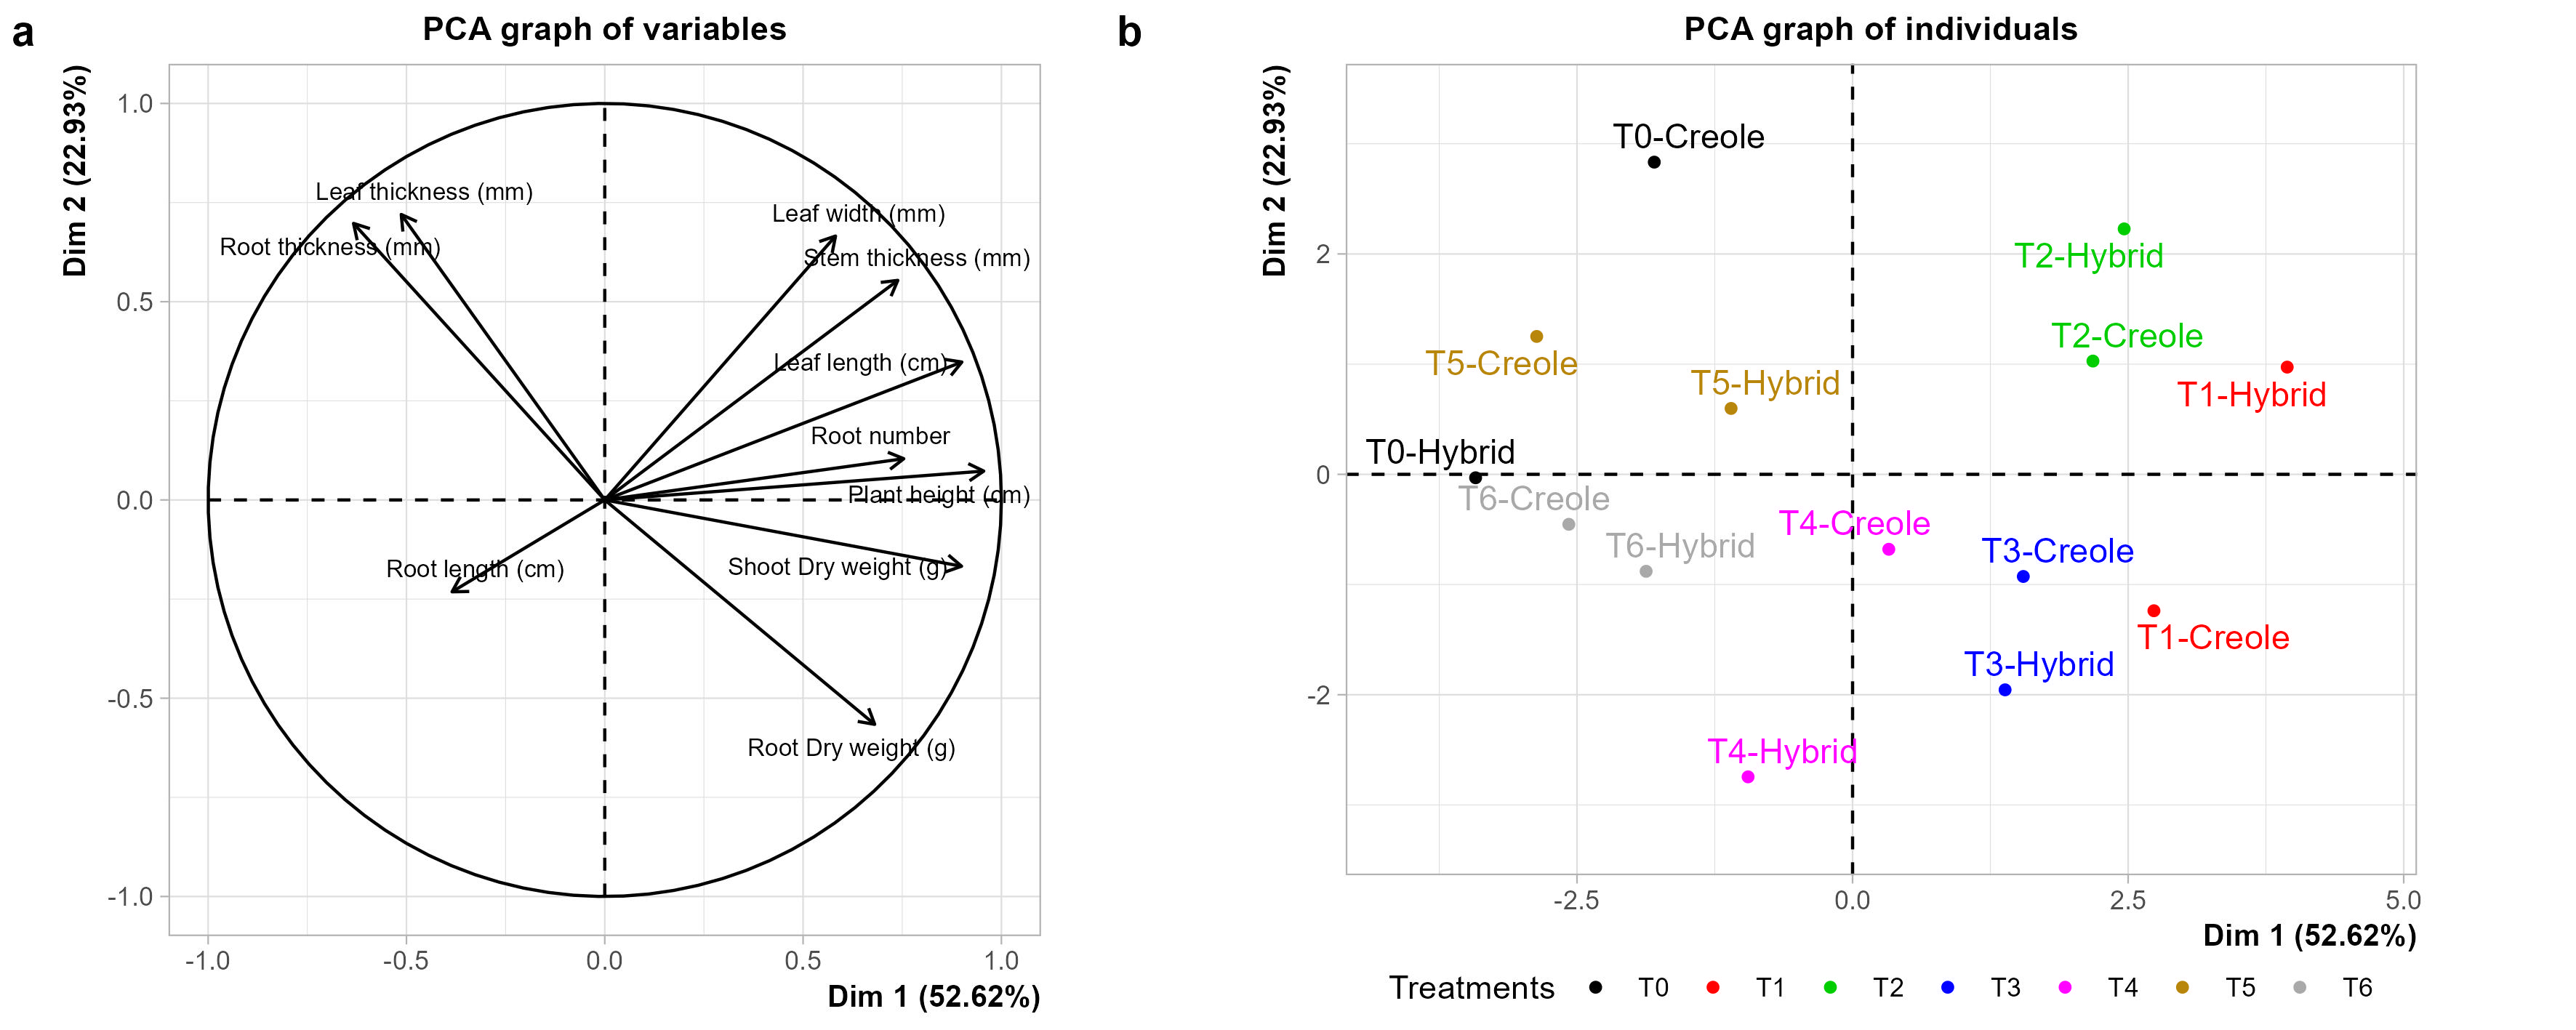 a
PCA graph of variables
Dim 2 (22.93%)
1.0
0.5
0.0
-0.5
-1.0
Leaf thickness (mm)
Root thickness (mm)
Leaf width (mm)
Stem thickness (mm)
Leaf length (cm)
Root number
Plant height (cm)
Root length (cm)
Shoot Dry weight (g)
Root Dry weight (g)
-1.0
-0.5
0.0
0.5
1.0
Dim 1 (52.62%)
b
PCA graph of individuals
Dim 2 (22.93%)
2
0
-2
T0-Creole
T2-Hybrid
T2-Creole
T5-Creole
T5-Hybrid
T1-Hybrid
T0-Hybrid
T6-Creole
T4-Creole
T6-Hybrid
T3-Creole
T1-Creole
T3-Hybrid
T4-Hybrid
-2.5
0.0
2.5
5.0
Dim 1 (52.62%)
Treatments T0 T1 T2 T3 T4 T5 T6